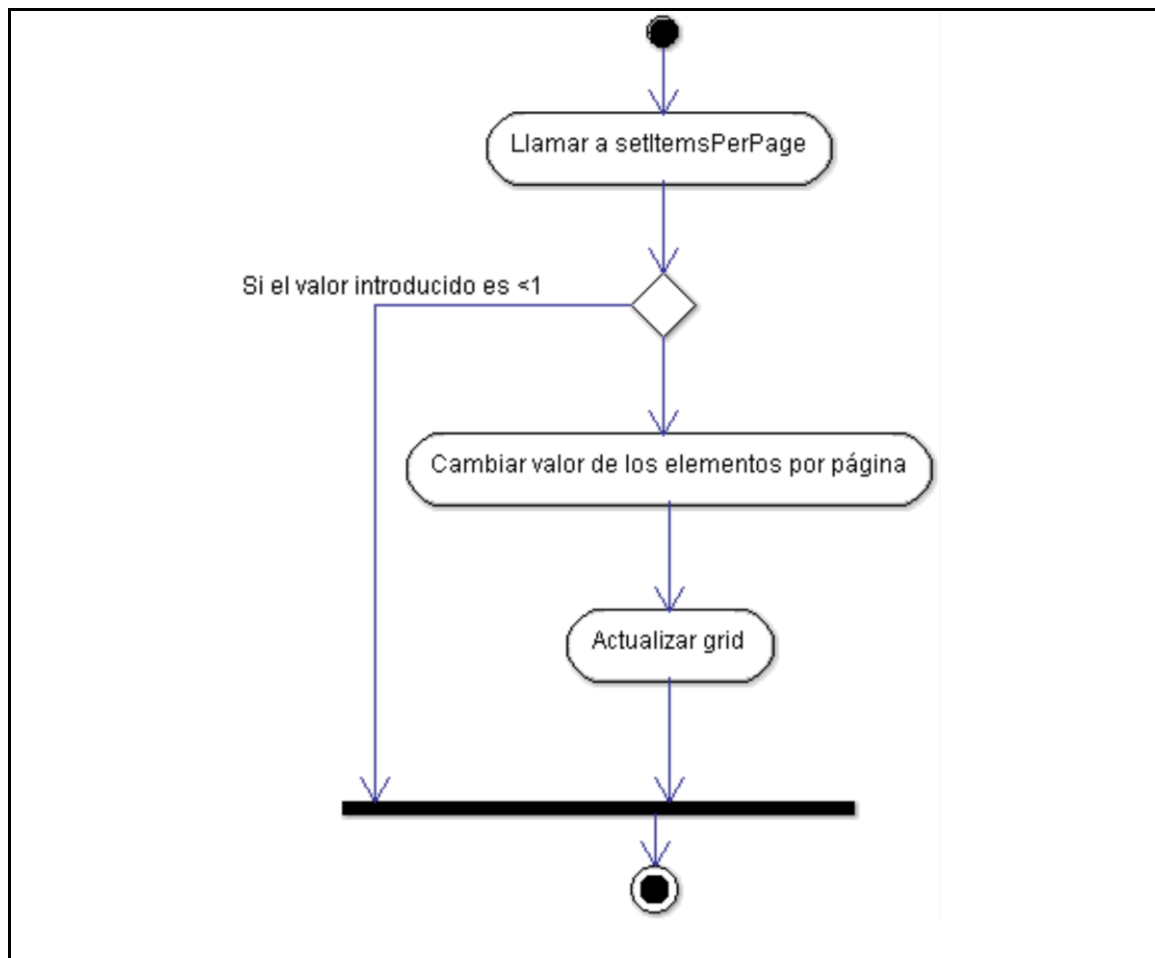 Llamar a setItemsPerPage
Si el valor introducido es <1
Cambiar valor de los elementos por página
Actualizar grid